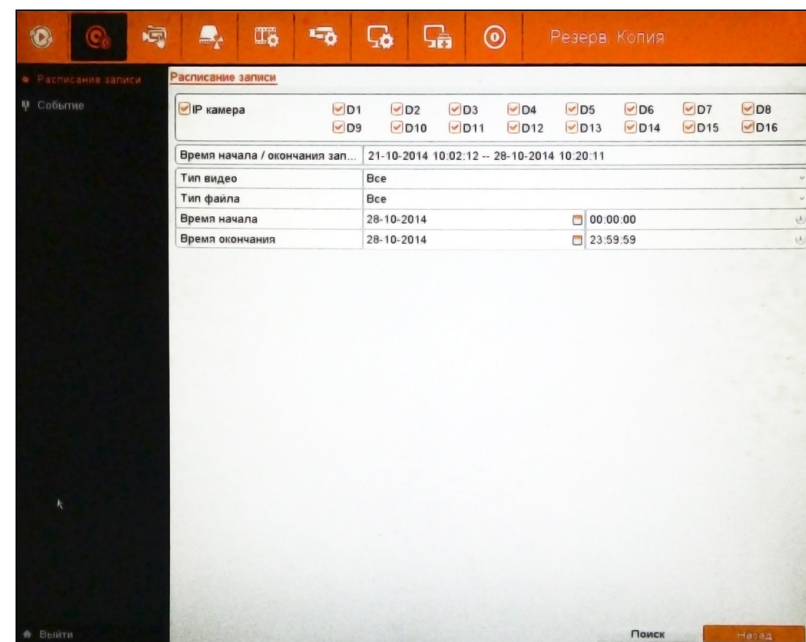 Резерв. Копия
Расписание записи
Событие
Выйти
Расписание записи
IP камера D1 D2 D3 D4 D5 D6 D7 D8
D9 D10 D11 D12 D13 D14 D15 D16
Время начала / окончания зап... 21-10-2014 10:02:12 -- 28-10-2014 10:20:11
Тип видео Все
Тип файла Все
Время начала 28-10-2014 00:00:00
Время окончания 28-10-2014 23:59:59
Поиск Назад